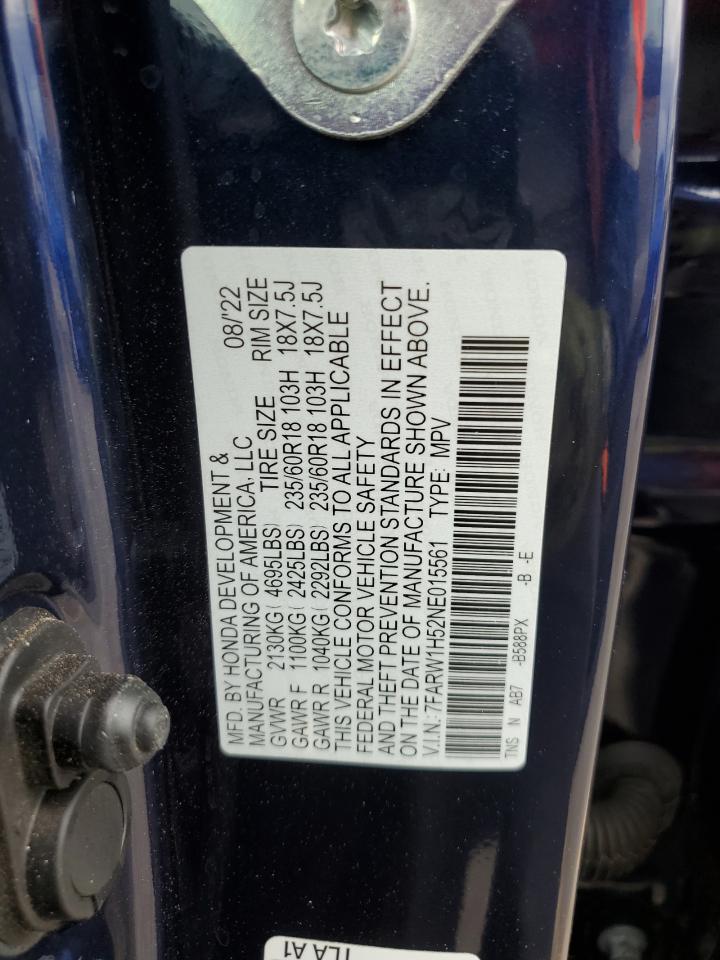 MFD. BY HONDA DEVELOPMENT & 08/'22
MANUFACTURING OF AMERICA, LLC
TIRE SIZE RIM SIZE
GVWR 2130KG( 4695LBS)
GAWR F 1100KG( 2425LBS) 235/60R18 103H 18X7.5J
GAWR R 1040KG( 2292LBS) 235/60R18 103H 18X7.5J
THIS VEHICLE CONFORMS TO ALL APPLICABLE
FEDERAL MOTOR VEHICLE SAFETY
AND THEFT PREVENTION STANDARDS IN EFFECT
ON THE DATE OF MANUFACTURE SHOWN ABOVE.
V.I.N.:7FARW1H52NE015561 TYPE: MPV
TNS N AB7 -B588PX -B -E